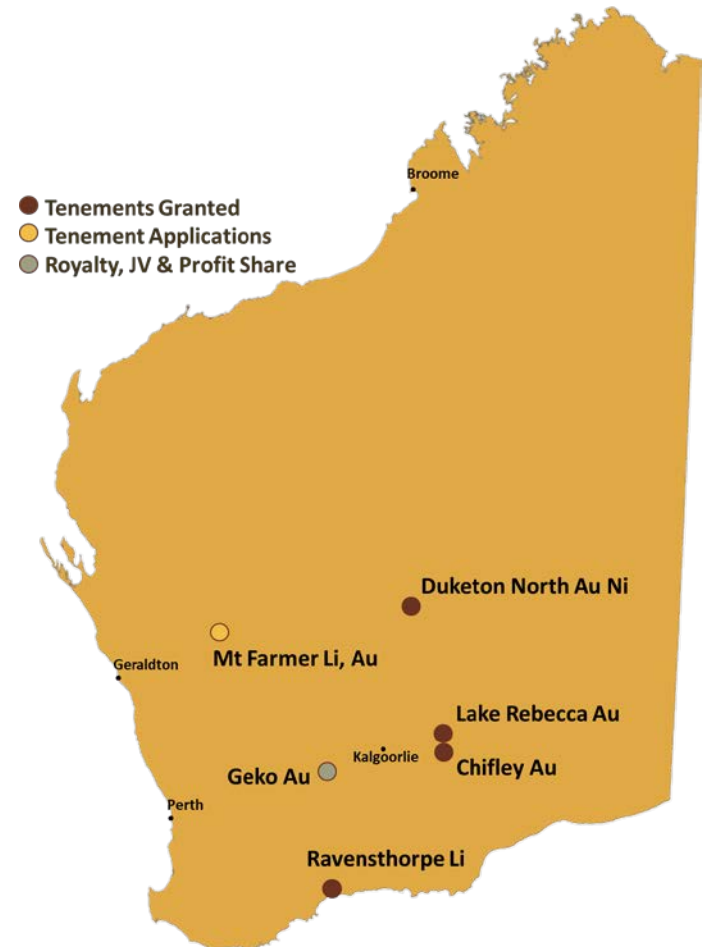 Broome
Tenements Granted
Tenement Applications
Royalty, JV & Profit Share
Duketon North Au Ni
Mt Farmer Li, Au
Geraldton
Lake Rebecca Au
Kalgoorlie
Chifley Au
Geko Au
Perth
Ravensthorpe Li